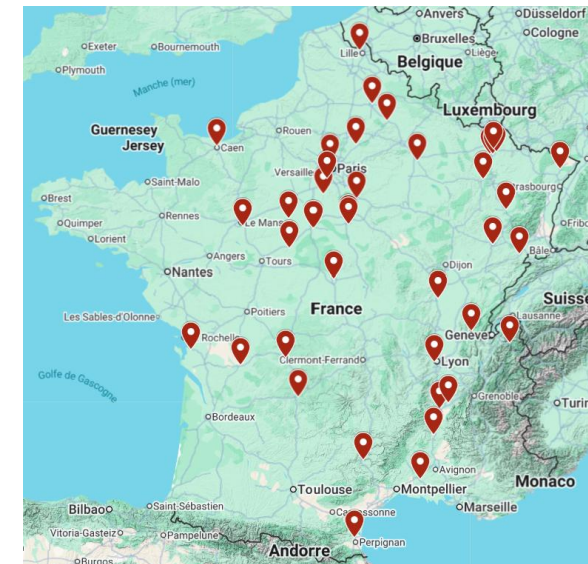 Anvers
Düsseldorf
Exeter
Bournemouth
Bruxelles
Cologne
Lille
Liège
Plymouth
Belgique
Manche (mer)
Luxembourg
Guernesey
Jersey
Rouen
Caen
Versaille
Paris
Saint-Malo
Strasbourg
Brest
Rennes
Le Mans
Fribo
Quimper
Lorient
Angers
Tours
Dijon
Bâle
Nantes
Suisse
Les Sables-d'Olonne
Poitiers
France
Lausanne
Rochelle
Genève
Clermont-Ferrand
Lyon
Golfe de Gascogne
Grenoble
Turin
Bordeaux
Avignon
Toulouse
Montpellier
Monaco
Bilbao
Saint-Sébastien
Carcassonne
Marseille
Vitoria-Gasteiz
Pampelune
Perpignan
Andorre
Burgos